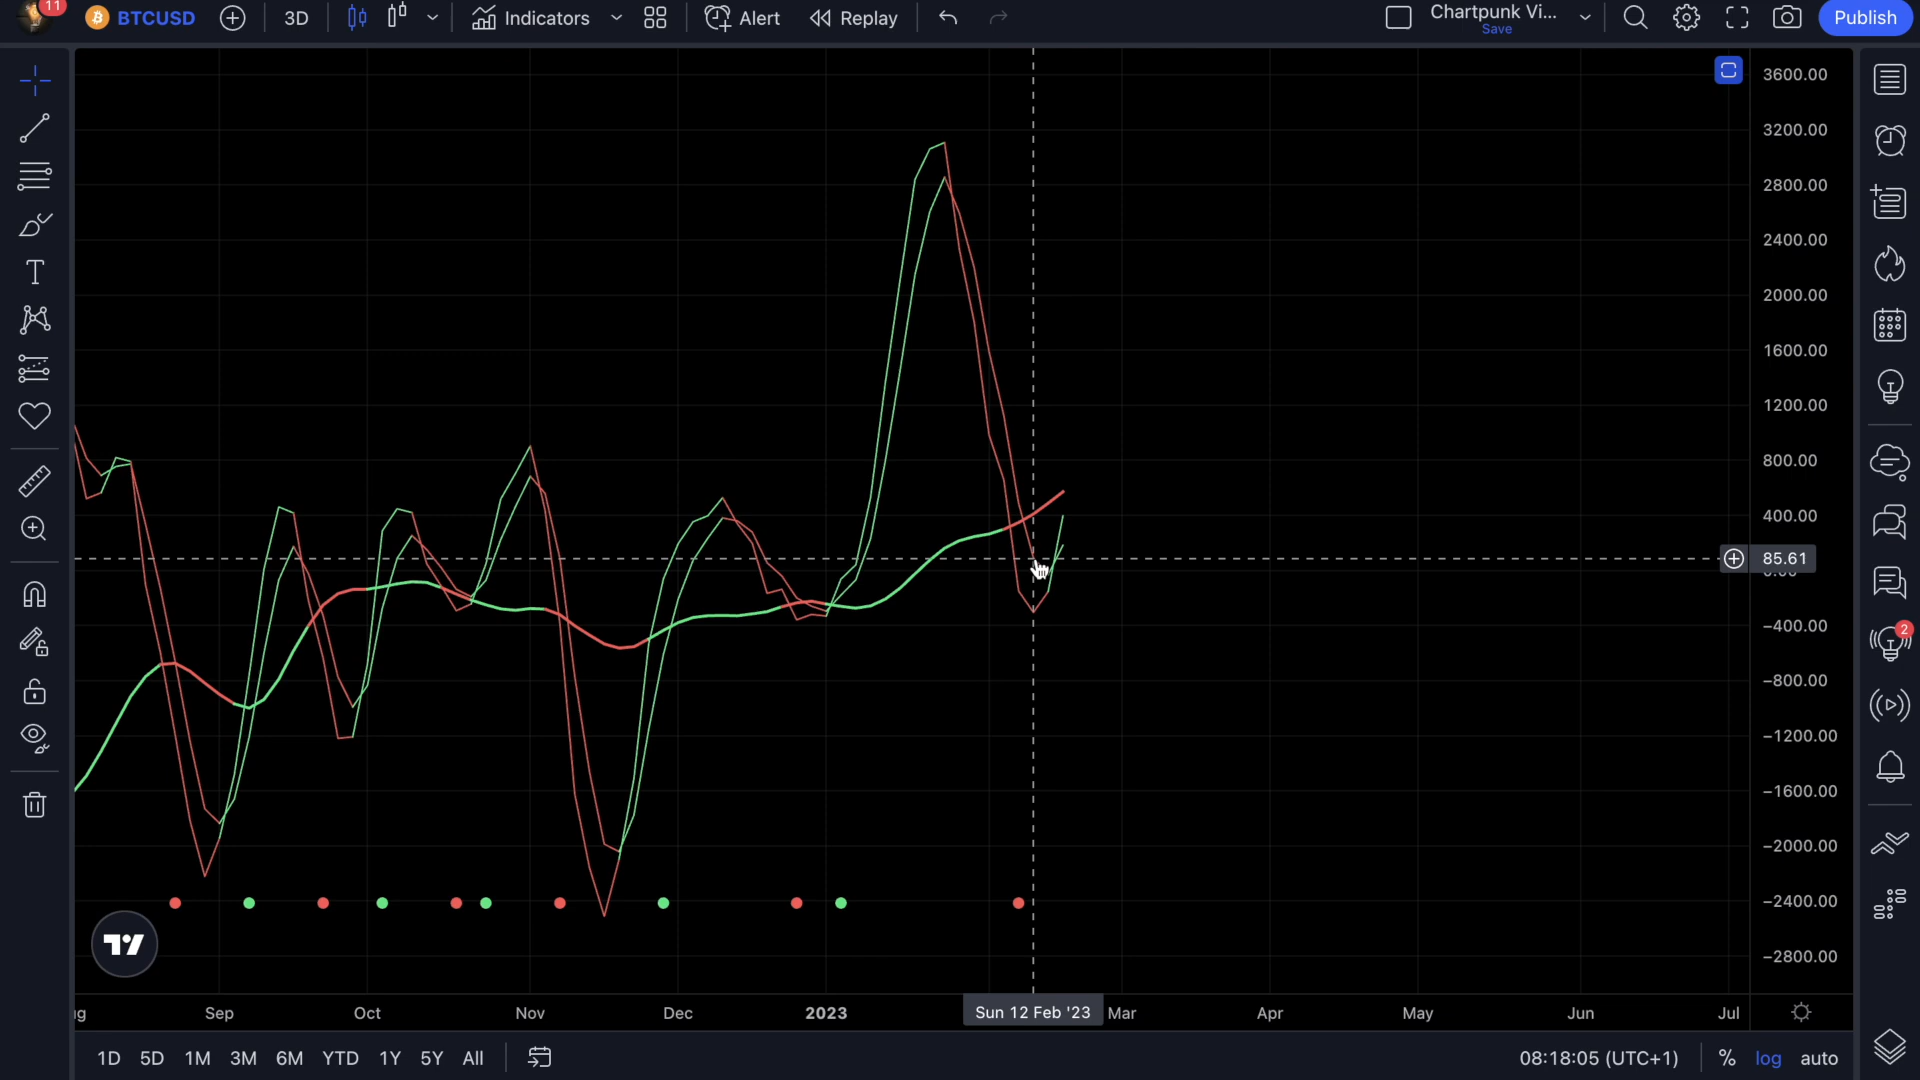 11
BTCUSD
3D
Indicators
Alert
Replay
Chartpunk Vi...
Save
Publish
3600.00
3200.00
2800.00
2400.00
2000.00
1600.00
1200.00
800.00
400.00
85.61
−400.00
−800.00
−1200.00
−1600.00
−2000.00
−2400.00
−2800.00
2
Sep
Oct
Nov
Dec
2023
Sun 12 Feb '23
Mar
Apr
May
Jun
Jul
1D 5D 1M 3M 6M YTD 1Y 5Y All
08:18:05 (UTC+1) % log auto